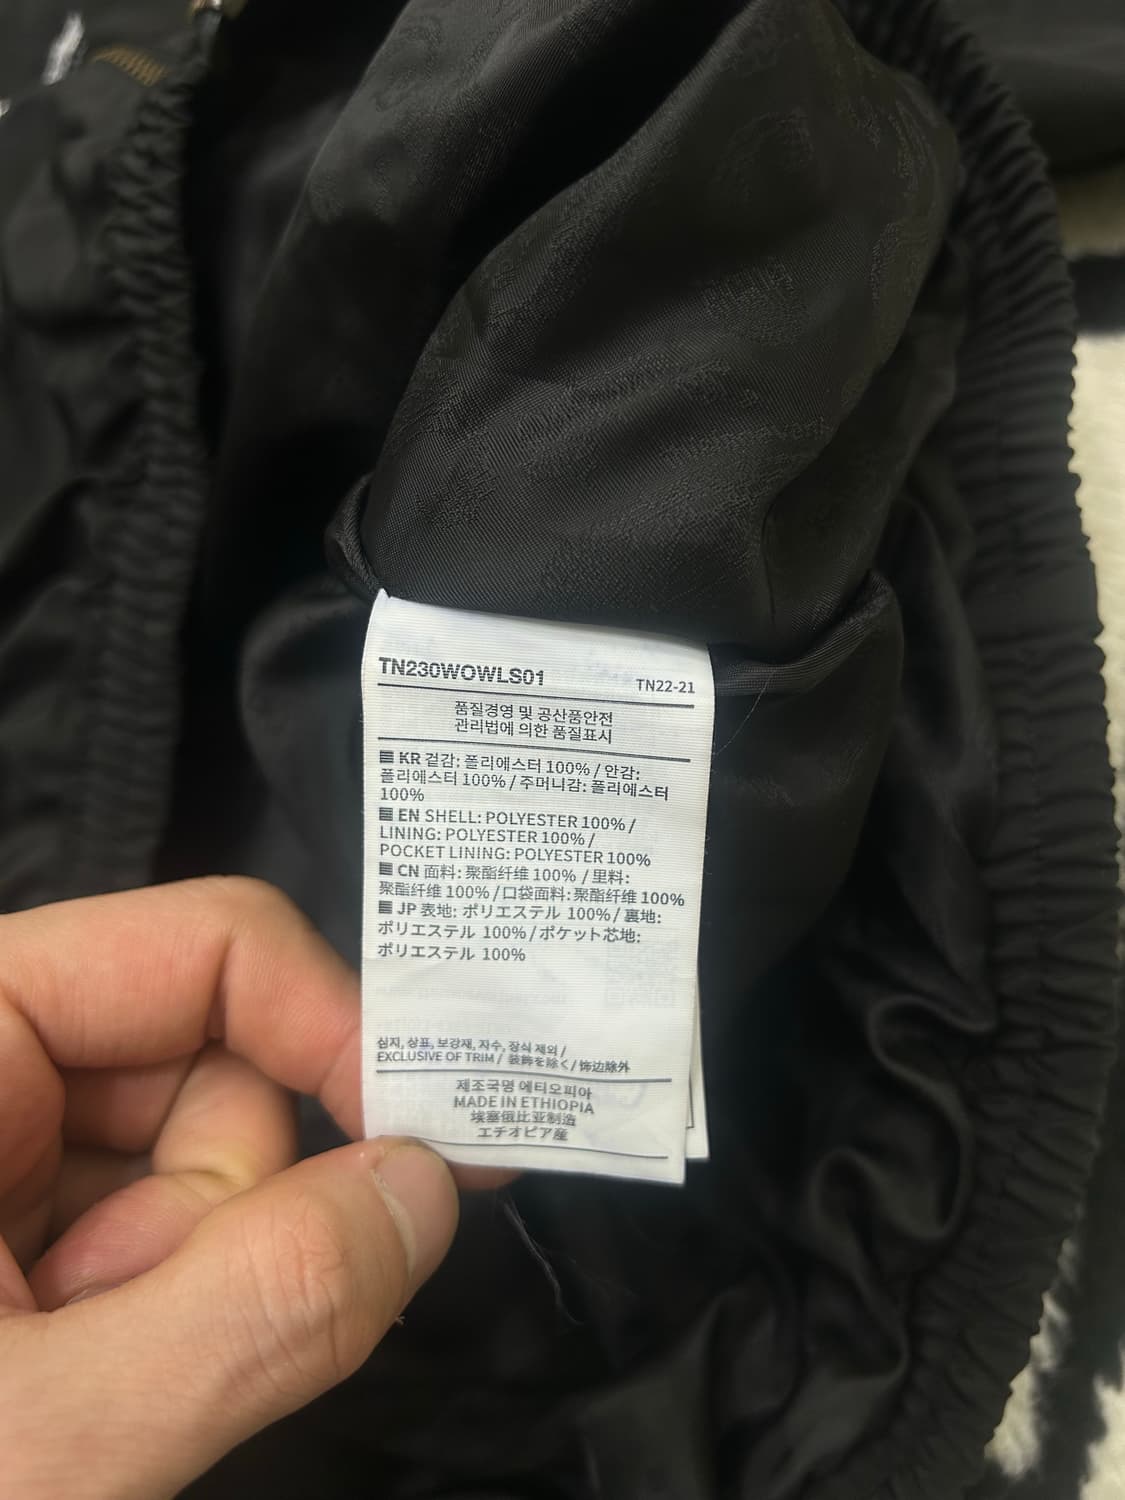 TN230WOWLS01
TN22-21
품질경영 및 공산품안전
관리법에 의한 품질표시
KR 겉감: 폴리에스터 100% / 안감:
폴리에스터 100% / 주머니감: 폴리에스터
100%
EN SHELL: POLYESTER 100% /
LINING: POLYESTER 100% /
POCKET LINING: POLYESTER 100%
CN 面料: 聚酯纤维 100% / 里料:
聚酯纤维 100% / 口袋面料: 聚酯纤维 100%
JP 表地: ポリエステル 100% / 裏地:
ポリエステル 100% / ポケット芯地:
ポリエステル 100%
심지, 상표, 보강재, 자수, 장식 제외 /
EXCLUSIVE OF TRIM / 装飾を除く / 饰边除外
제조국명 에티오피아
MADE IN ETHIOPIA
埃塞俄比亚制造
エチオピア産